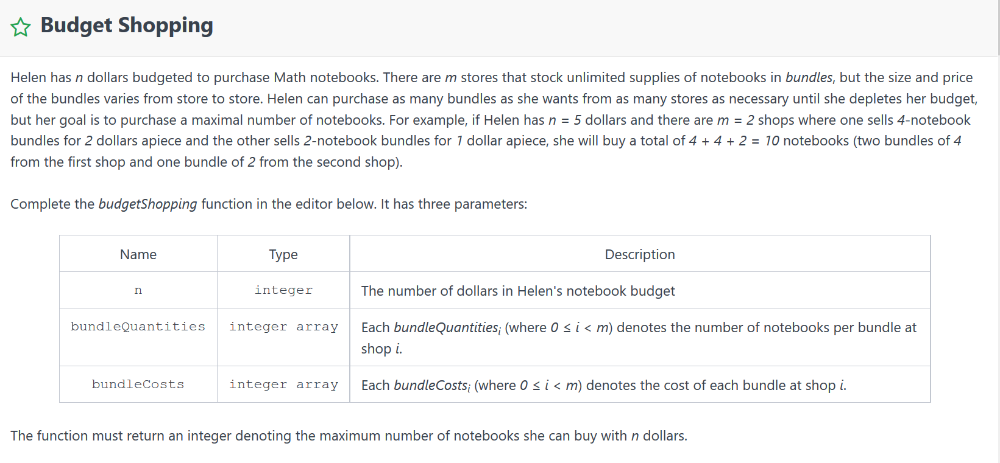 Budget Shopping
Helen has n dollars budgeted to purchase Math notebooks. There are m stores that stock unlimited supplies of notebooks in bundles, but the size and price
of the bundles varies from store to store. Helen can purchase as many bundles as she wants from as many stores as necessary until she depletes her budget,
but her goal is to purchase a maximal number of notebooks. For example, if Helen has n = 5 dollars and there are m = 2 shops where one sells 4-notebook
bundles for 2 dollars apiece and the other sells 2-notebook bundles for 1 dollar apiece, she will buy a total of 4 + 4 + 2 = 10 notebooks (two bundles of 4
from the first shop and one bundle of 2 from the second shop).
Complete the budgetShopping function in the editor below. It has three parameters:
Name Type Description
n integer The number of dollars in Helen's notebook budget
bundleQuantities integer array Each bundleQuantitiesi (where 0 ≤ i < m) denotes the number of notebooks per bundle at
shop i.
bundleCosts integer array Each bundleCostsi (where 0 ≤ i < m) denotes the cost of each bundle at shop i.
The function must return an integer denoting the maximum number of notebooks she can buy with n dollars.